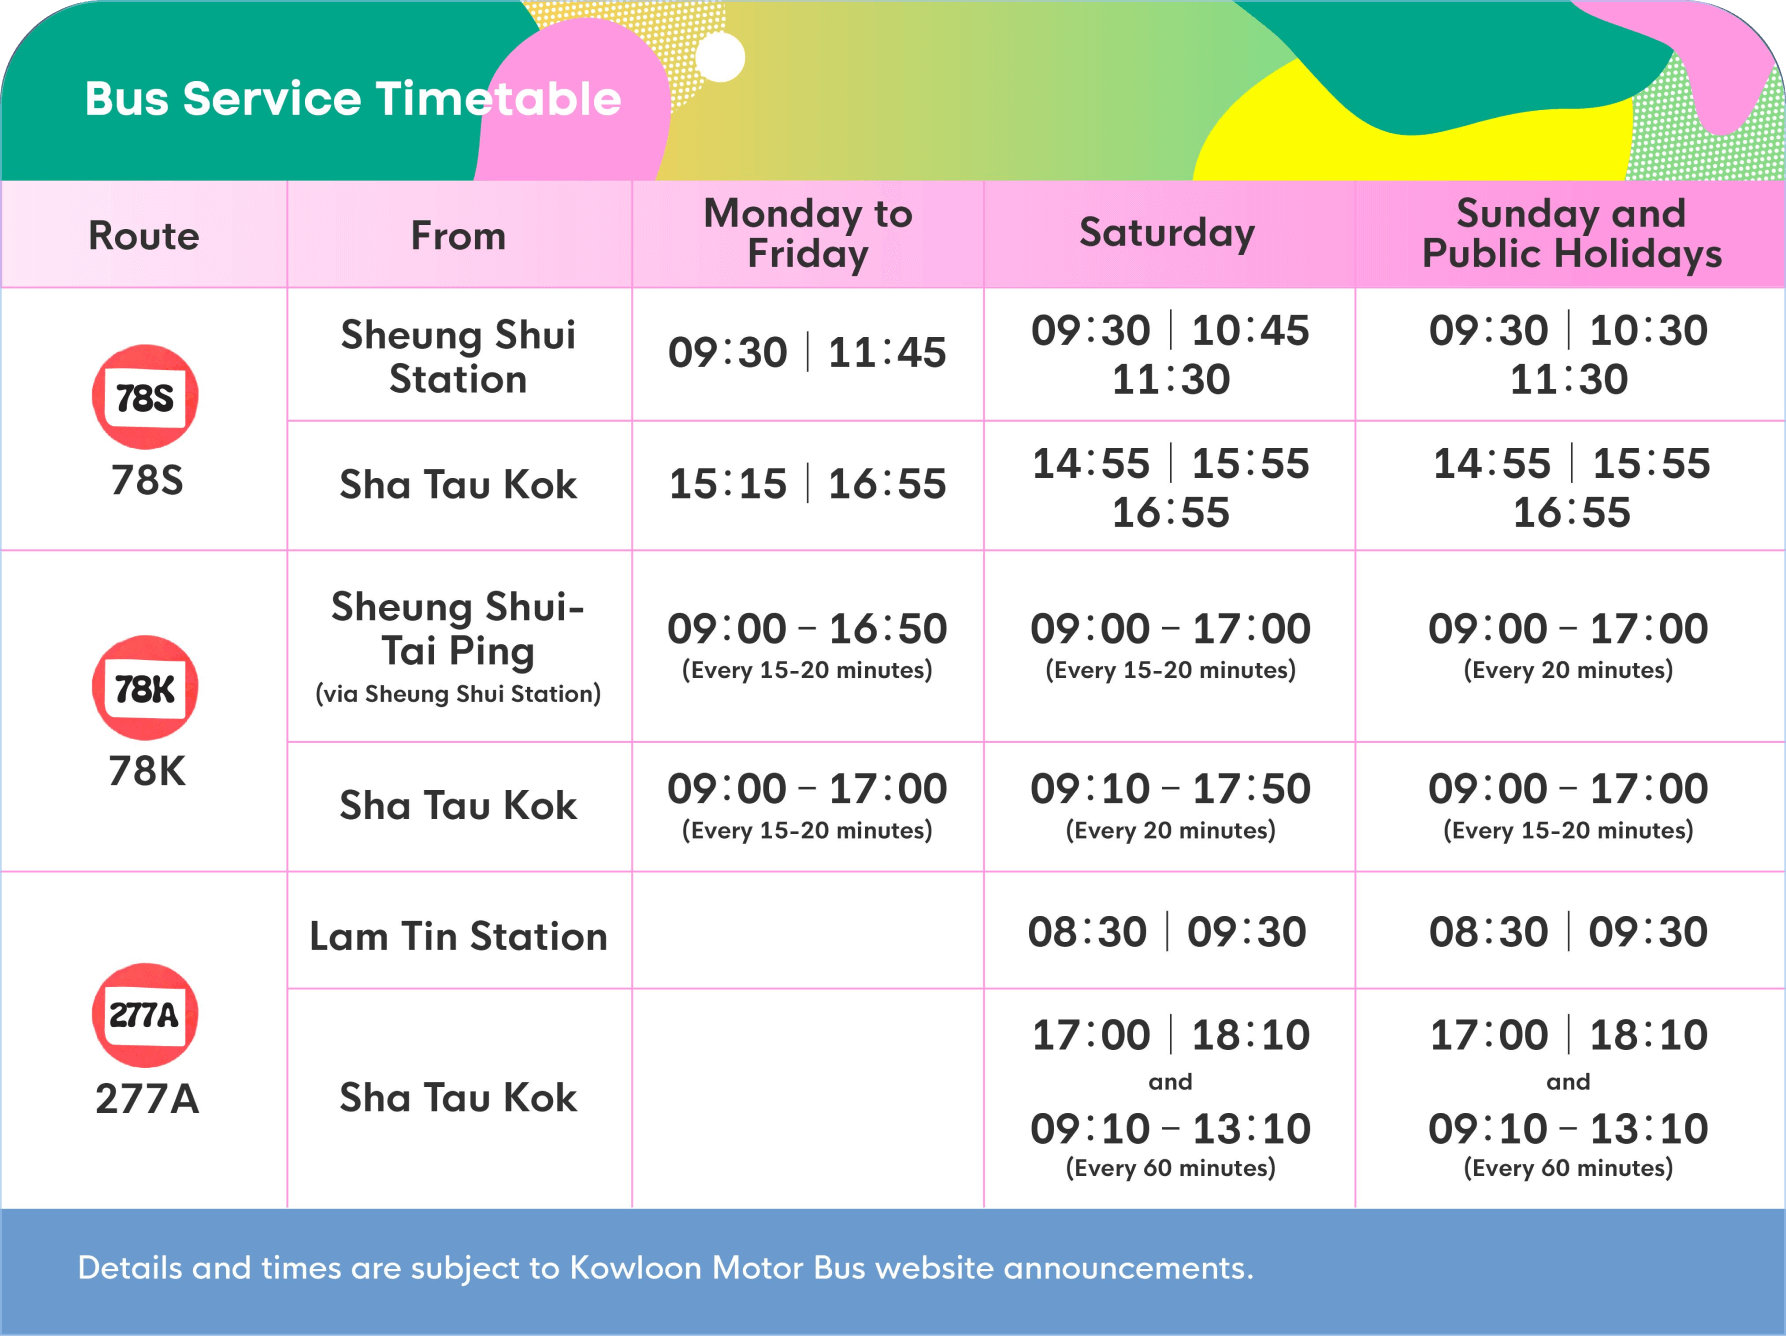 Bus Service Timetable
Route
From
Monday to
Friday
Saturday
Sunday and
Public Holidays
78S
78S
Sheung Shui
Station
09:30 | 11:45
09:30 | 10:45
11:30
09:30 | 10:30
11:30
Sha Tau Kok
15:15 | 16:55
14:55 | 15:55
16:55
14:55 | 15:55
16:55
78K
78K
Sheung Shui-
Tai Ping
(via Sheung Shui Station)
09:00 – 16:50
(Every 15-20 minutes)
09:00 – 17:00
(Every 15-20 minutes)
09:00 – 17:00
(Every 20 minutes)
Sha Tau Kok
09:00 – 17:00
(Every 15-20 minutes)
09:10 – 17:50
(Every 20 minutes)
09:00 – 17:00
(Every 15-20 minutes)
277A
277A
Lam Tin Station
08:30 | 09:30
08:30 | 09:30
Sha Tau Kok
17:00 | 18:10
and
09:10 – 13:10
(Every 60 minutes)
17:00 | 18:10
and
09:10 – 13:10
(Every 60 minutes)
Details and times are subject to Kowloon Motor Bus website announcements.